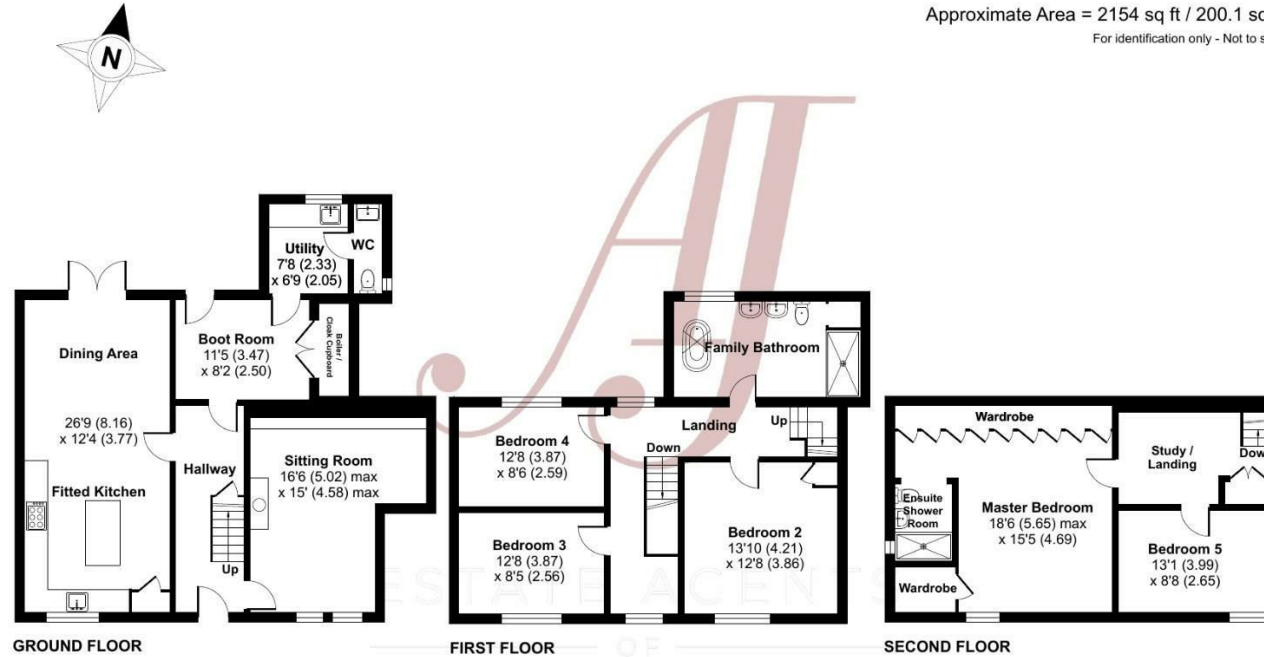 Approximate Area = 2154 sq ft / 200.1 sq
For identification only - Not to s
N
Utility
7'8 (2.33)
x 6'9 (2.05)
WC
Dining Area
Boot Room
11'5 (3.47)
x 8'2 (2.50)
Boiler /
Cloak Cupboard
26'9 (8.16)
x 12'4 (3.77)
Hallway
Sitting Room
16'6 (5.02) max
x 15' (4.58) max
Fitted Kitchen
Up
GROUND FLOOR
Family Bathroom
Landing
Up
Down
Bedroom 4
12'8 (3.87)
x 8'6 (2.59)
Bedroom 3
12'8 (3.87)
x 8'5 (2.56)
Bedroom 2
13'10 (4.21)
x 12'8 (3.86)
FIRST FLOOR
Wardrobe
Study /
Landing
Down
Ensuite
Shower
Room
Master Bedroom
18'6 (5.65) max
x 15'5 (4.69)
Bedroom 5
13'1 (3.99)
x 8'8 (2.65)
Wardrobe
SECOND FLOOR
AJ
ESTATE AGENTS
OF